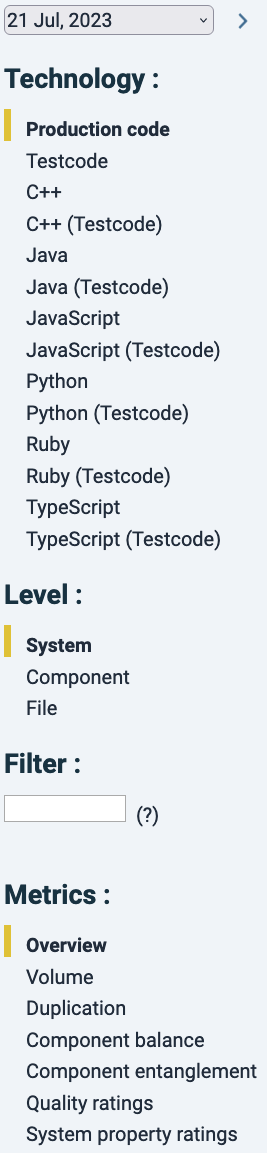 21 Jul, 2023
Technology :
Production code
Testcode
C++
C++ (Testcode)
Java
Java (Testcode)
JavaScript
JavaScript (Testcode)
Python
Python (Testcode)
Ruby
Ruby (Testcode)
TypeScript
TypeScript (Testcode)
Level :
System
Component
File
Filter :
(?)
Metrics :
Overview
Volume
Duplication
Component balance
Component entanglement
Quality ratings
System property ratings